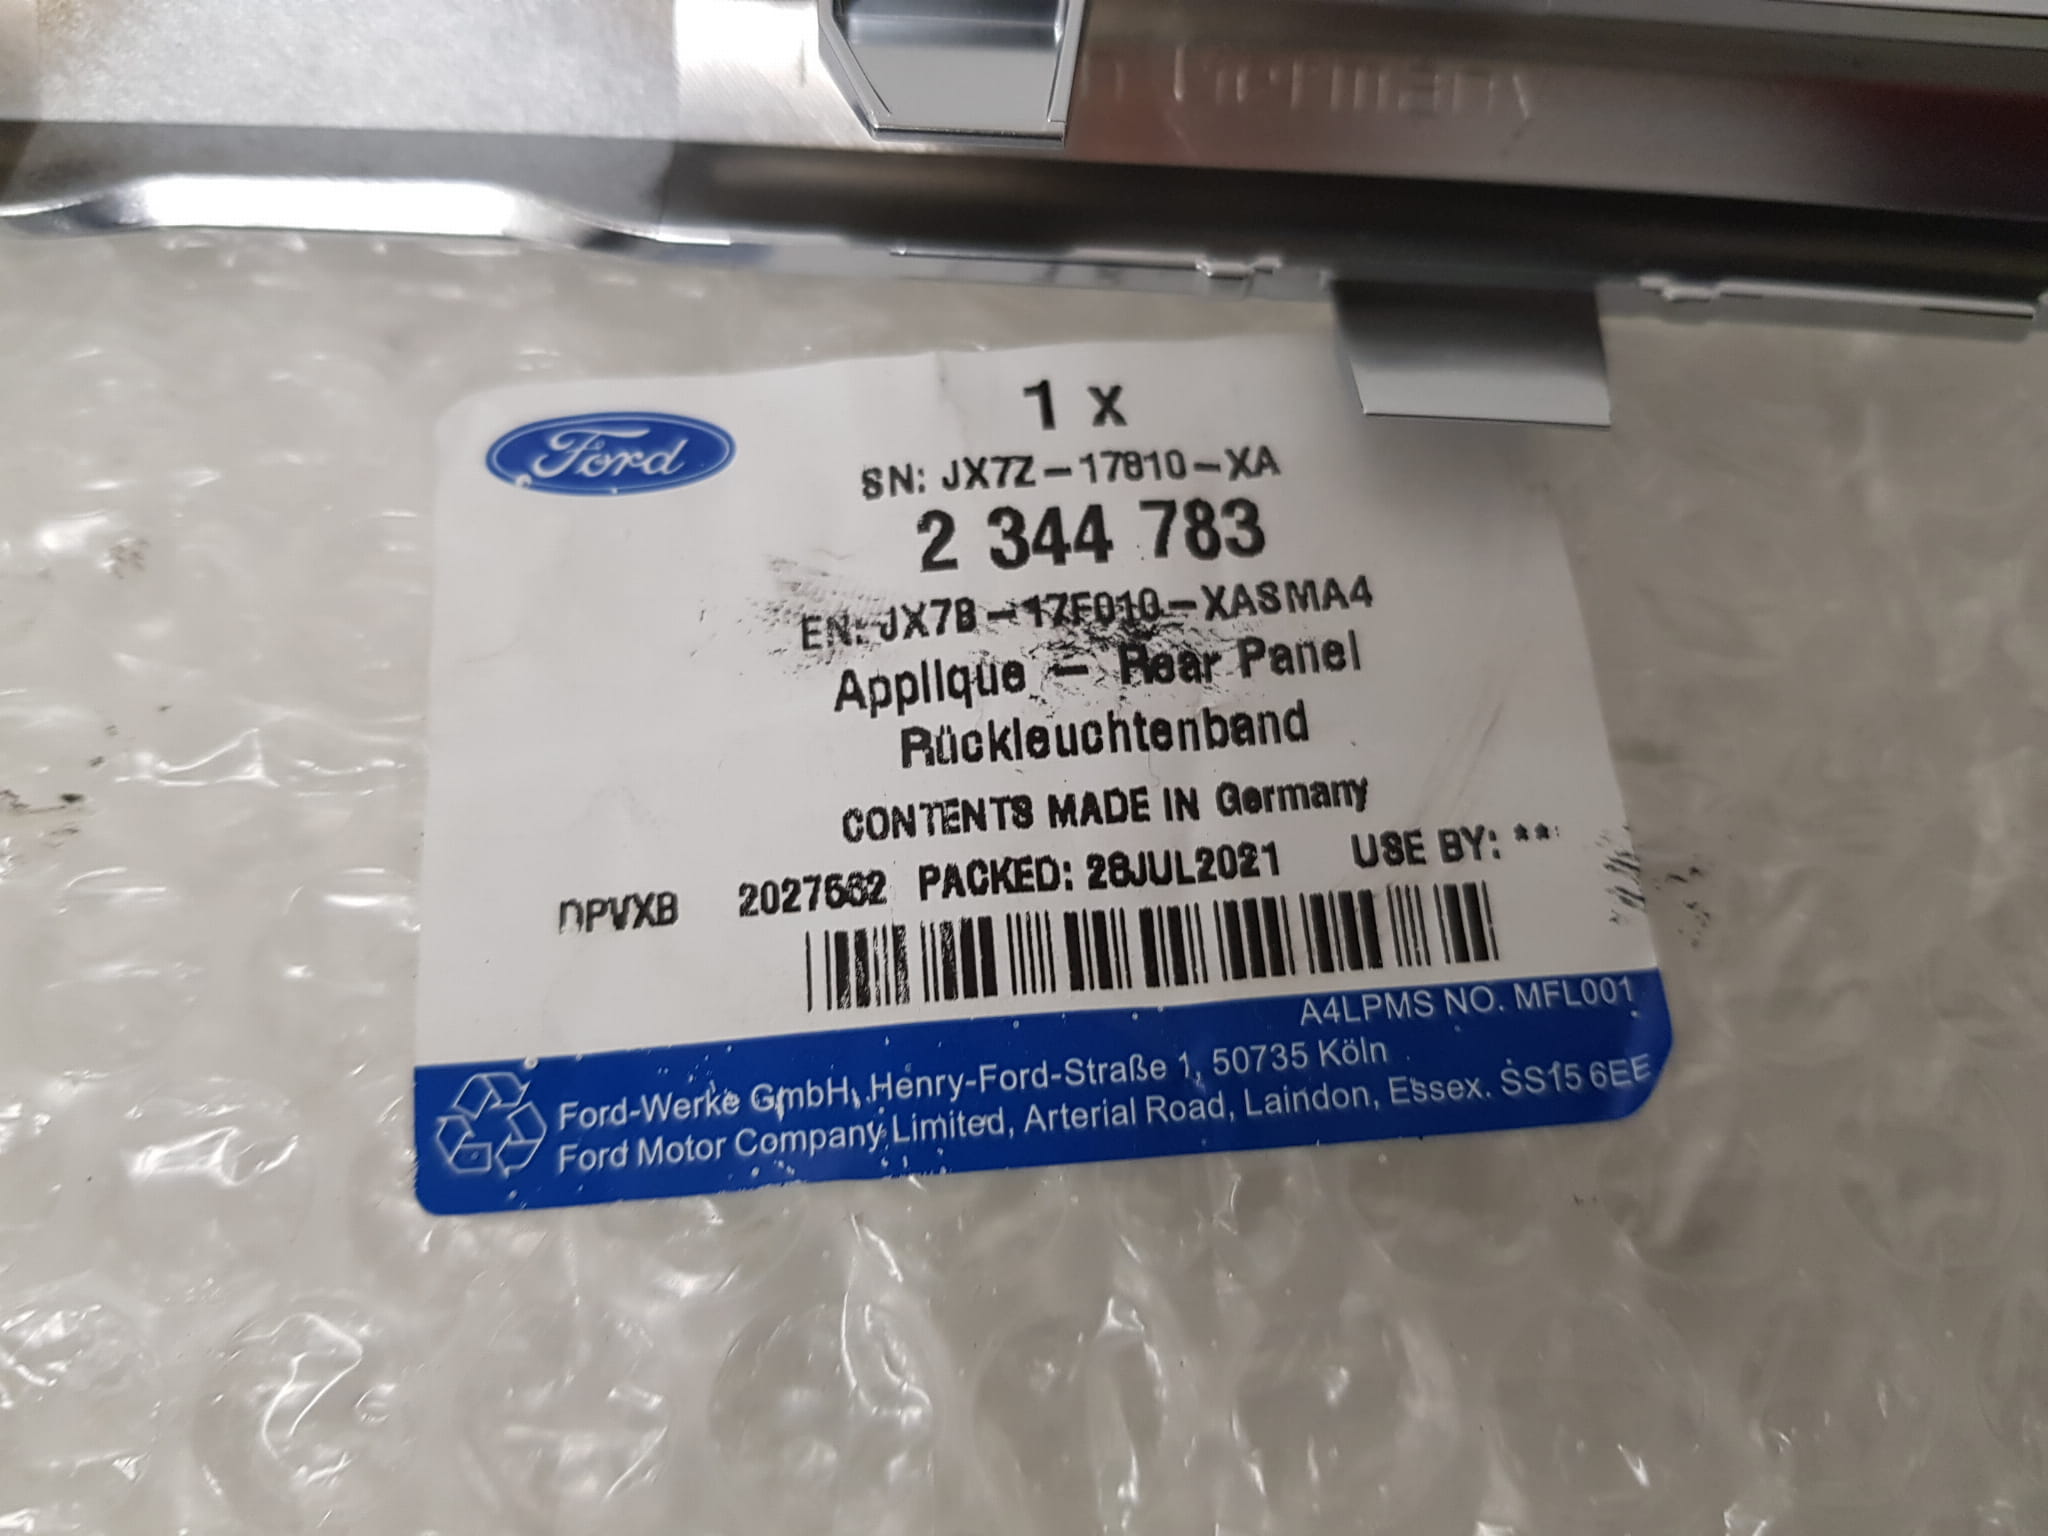 n Germany
Ford
1 x
SN: JX7Z-17810-XA
2 344 783
EN: JX7B-17F010-XASMA4
Applique - Rear Panel
Rückleuchtenband
CONTENTS MADE IN Germany
DPVXB 2027562 PACKED: 28JUL2021 USE BY: **
A4LPMS NO. MFL001
Ford-Werke GmbH, Henry-Ford-Straße 1, 50735 Köln
Ford Motor Company Limited, Arterial Road, Laindon, Essex. SS15 6EE